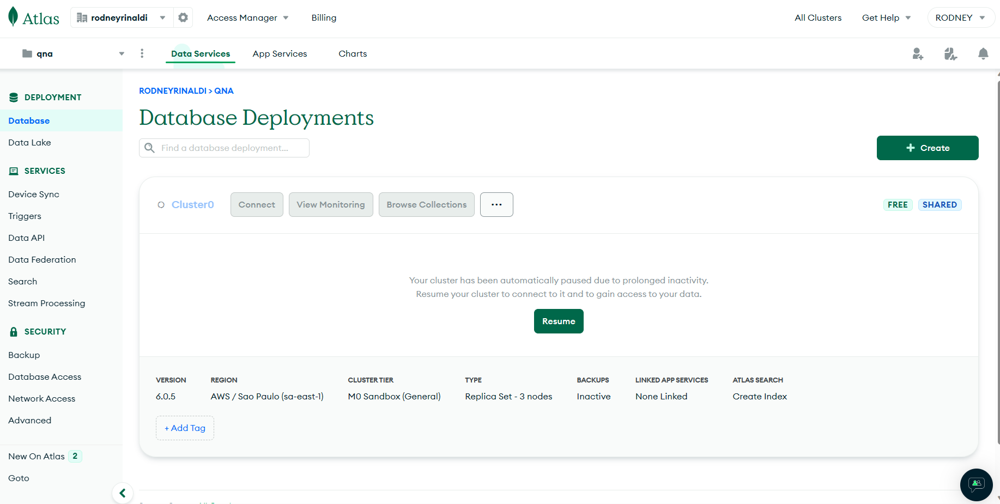 Atlas
rodneyrinaldi
Access Manager
Billing
All Clusters
Get Help
RODNEY
qna
Data Services
App Services
Charts
DEPLOYMENT
Database
Data Lake
SERVICES
Device Sync
Triggers
Data API
Data Federation
Search
Stream Processing
SECURITY
Backup
Database Access
Network Access
Advanced
New On Atlas 2
Goto
RODNEYRINALDI > QNA
Database Deployments
Find a database deployment...
+ Create
Cluster0
Connect
View Monitoring
Browse Collections
...
FREE
SHARED
Your cluster has been automatically paused due to prolonged inactivity.
Resume your cluster to connect to it and to gain access to your data.
Resume
VERSION
6.0.5
REGION
AWS / Sao Paulo (sa-east-1)
CLUSTER TIER
M0 Sandbox (General)
TYPE
Replica Set - 3 nodes
BACKUPS
Inactive
LINKED APP SERVICES
None Linked
ATLAS SEARCH
Create Index
+ Add Tag